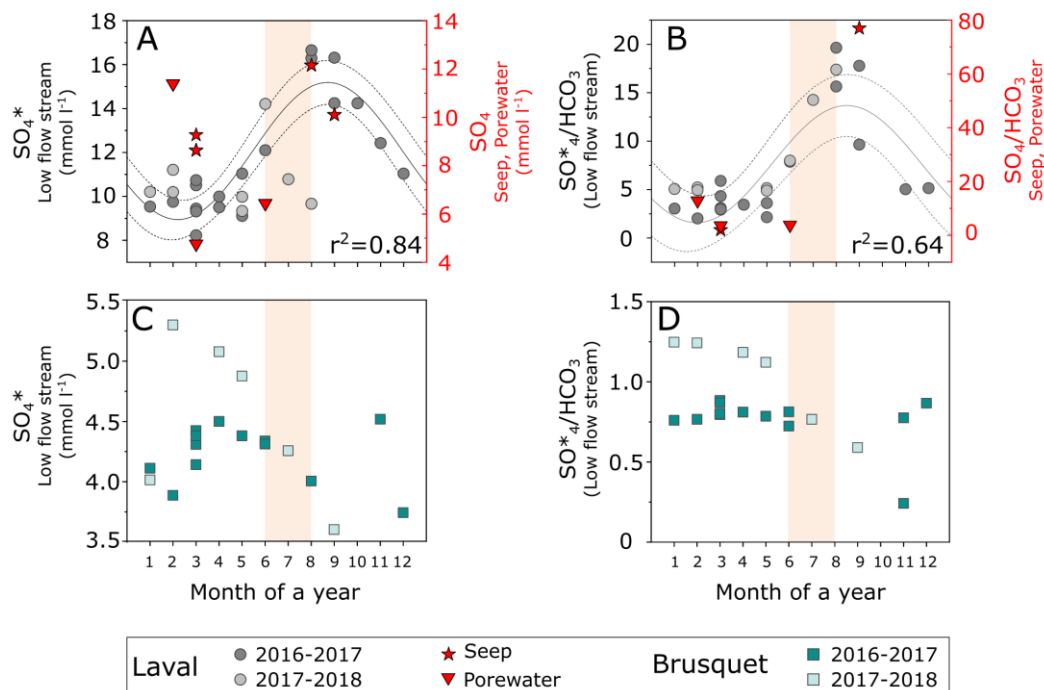 A
SO₄*
Low flow stream
(mmol l⁻¹)
18
16
14
12
10
8
14
12
10
8
6
4
SO₄
Seep, Porewater
(mmol l⁻¹)
r²=0.84
B
SO*₄/HCO₃
(Low flow stream)
20
15
10
5
0
80
60
40
20
0
SO₄/HCO₃
Seep, Porewater
r²=0.64
C
SO₄*
Low flow stream
(mmol l⁻¹)
5.5
5.0
4.5
4.0
3.5
1 2 3 4 5 6 7 8 9 10 11 12
Month of a year
D
SO*₄/HCO₃
(Low flow stream)
1.5
1.0
0.5
0
1 2 3 4 5 6 7 8 9 10 11 12
Month of a year
Laval
2016-2017
2017-2018
Seep
Porewater
Brusquet
2016-2017
2017-2018